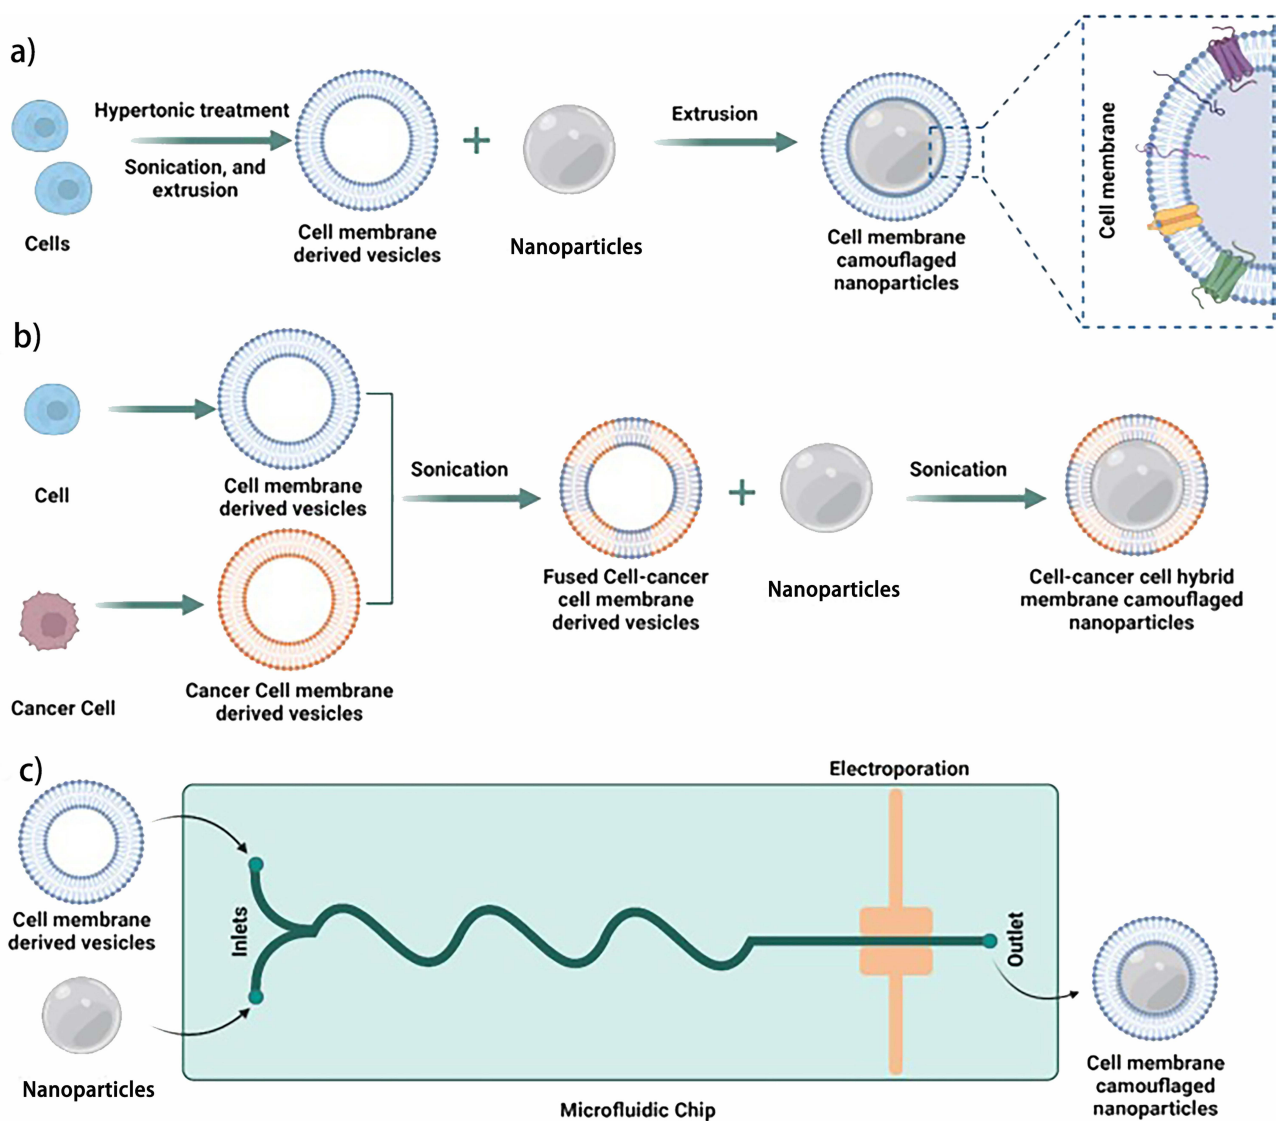 a)
Hypertonic treatment
Sonication, and
extrusion
Cells
Cell membrane
derived vesicles
+
Nanoparticles
Extrusion
Cell membrane
camouflaged
nanoparticles
Cell membrane
b)
Cell
Cell membrane
derived vesicles
Cancer Cell
Cancer Cell membrane
derived vesicles
Sonication
Fused Cell-cancer
cell membrane
derived vesicles
+
Nanoparticles
Sonication
Cell-cancer cell hybrid
membrane camouflaged
nanoparticles
c)
Cell membrane
derived vesicles
Nanoparticles
Inlets
Electroporation
Outlet
Microfluidic Chip
Cell membrane
camouflaged
nanoparticles